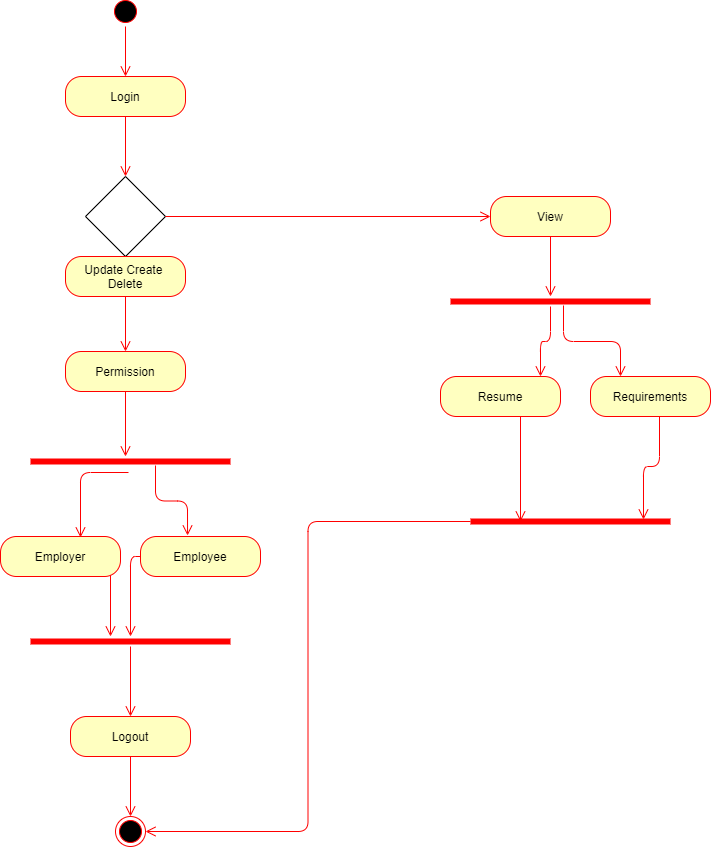 Login
View
Update Create
Delete
Permission
Resume
Requirements
Employer
Employee
Logout